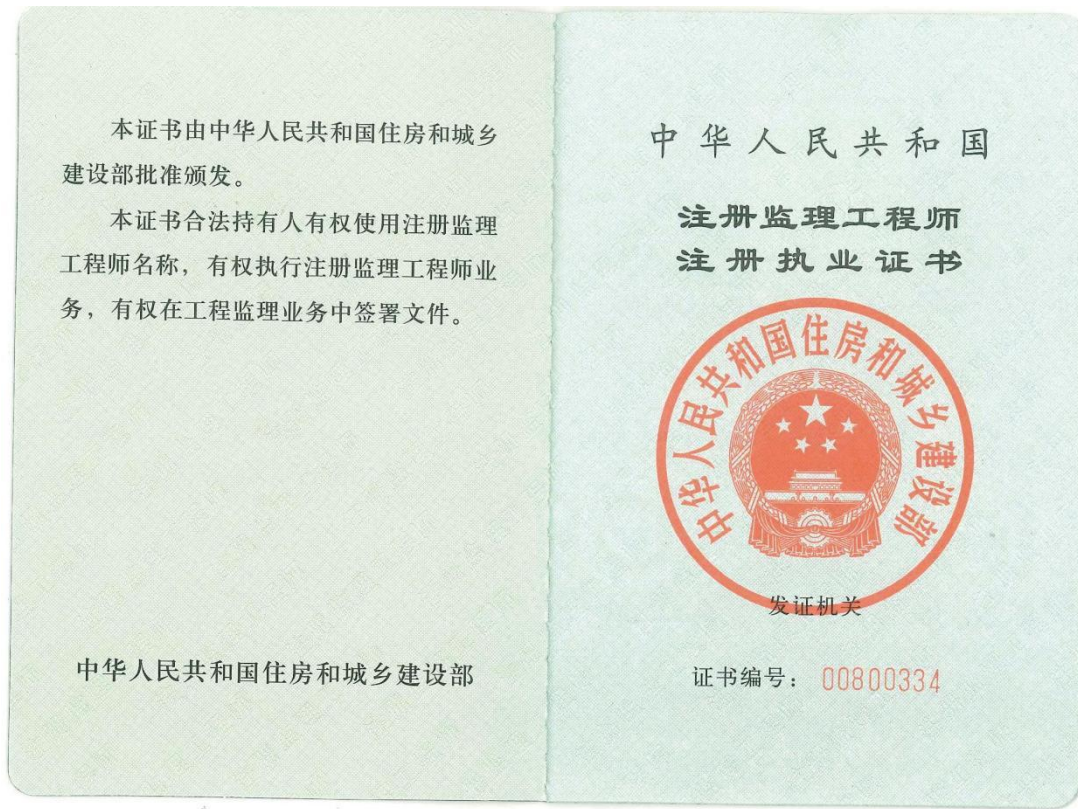 本证书由中华人民共和国住房和城乡
建设部批准颁发。
本证书合法持有人有权使用注册监理
工程师名称，有权执行注册监理工程师业
务，有权在工程监理业务中签署文件。
中华人民共和国住房和城乡建设部
中华人民共和国
注册监理工程师
注册执业证书
中华人民共和国住房和城乡建设部
发证机关
证书编号：00800334